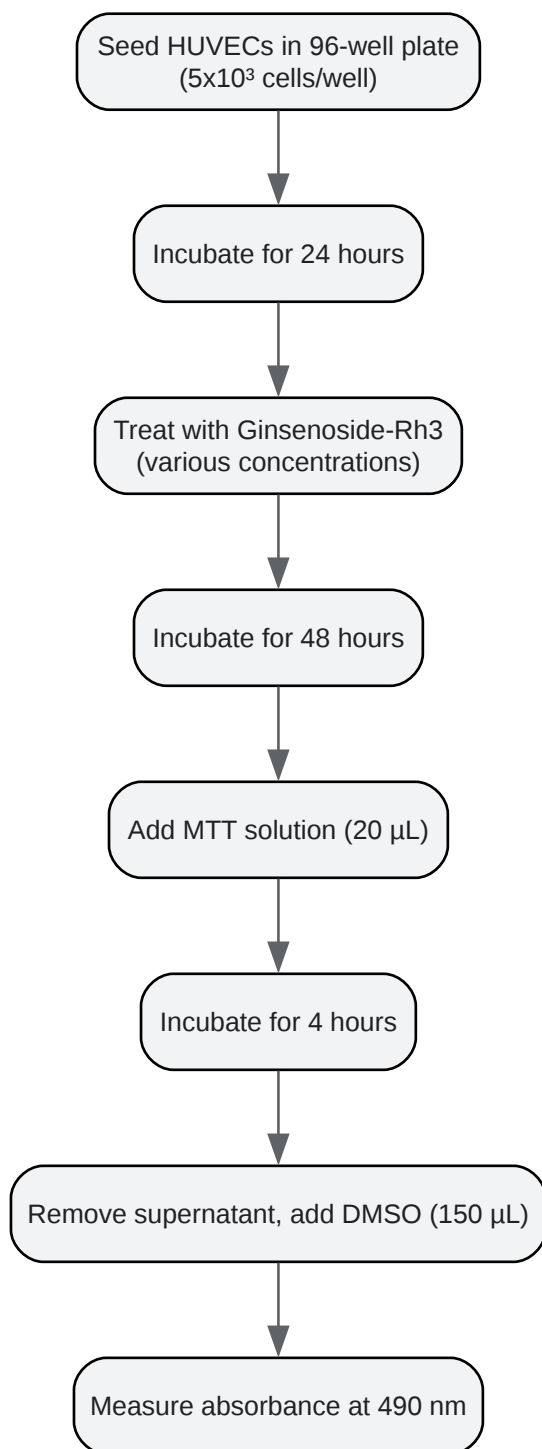 Seed HUVECs in 96-well plate
(5x10³ cells/well)
Incubate for 24 hours
Treat with Ginsenoside-Rh3
(various concentrations)
Incubate for 48 hours
Add MTT solution (20 µL)
Incubate for 4 hours
Remove supernatant, add DMSO (150 µL)
Measure absorbance at 490 nm